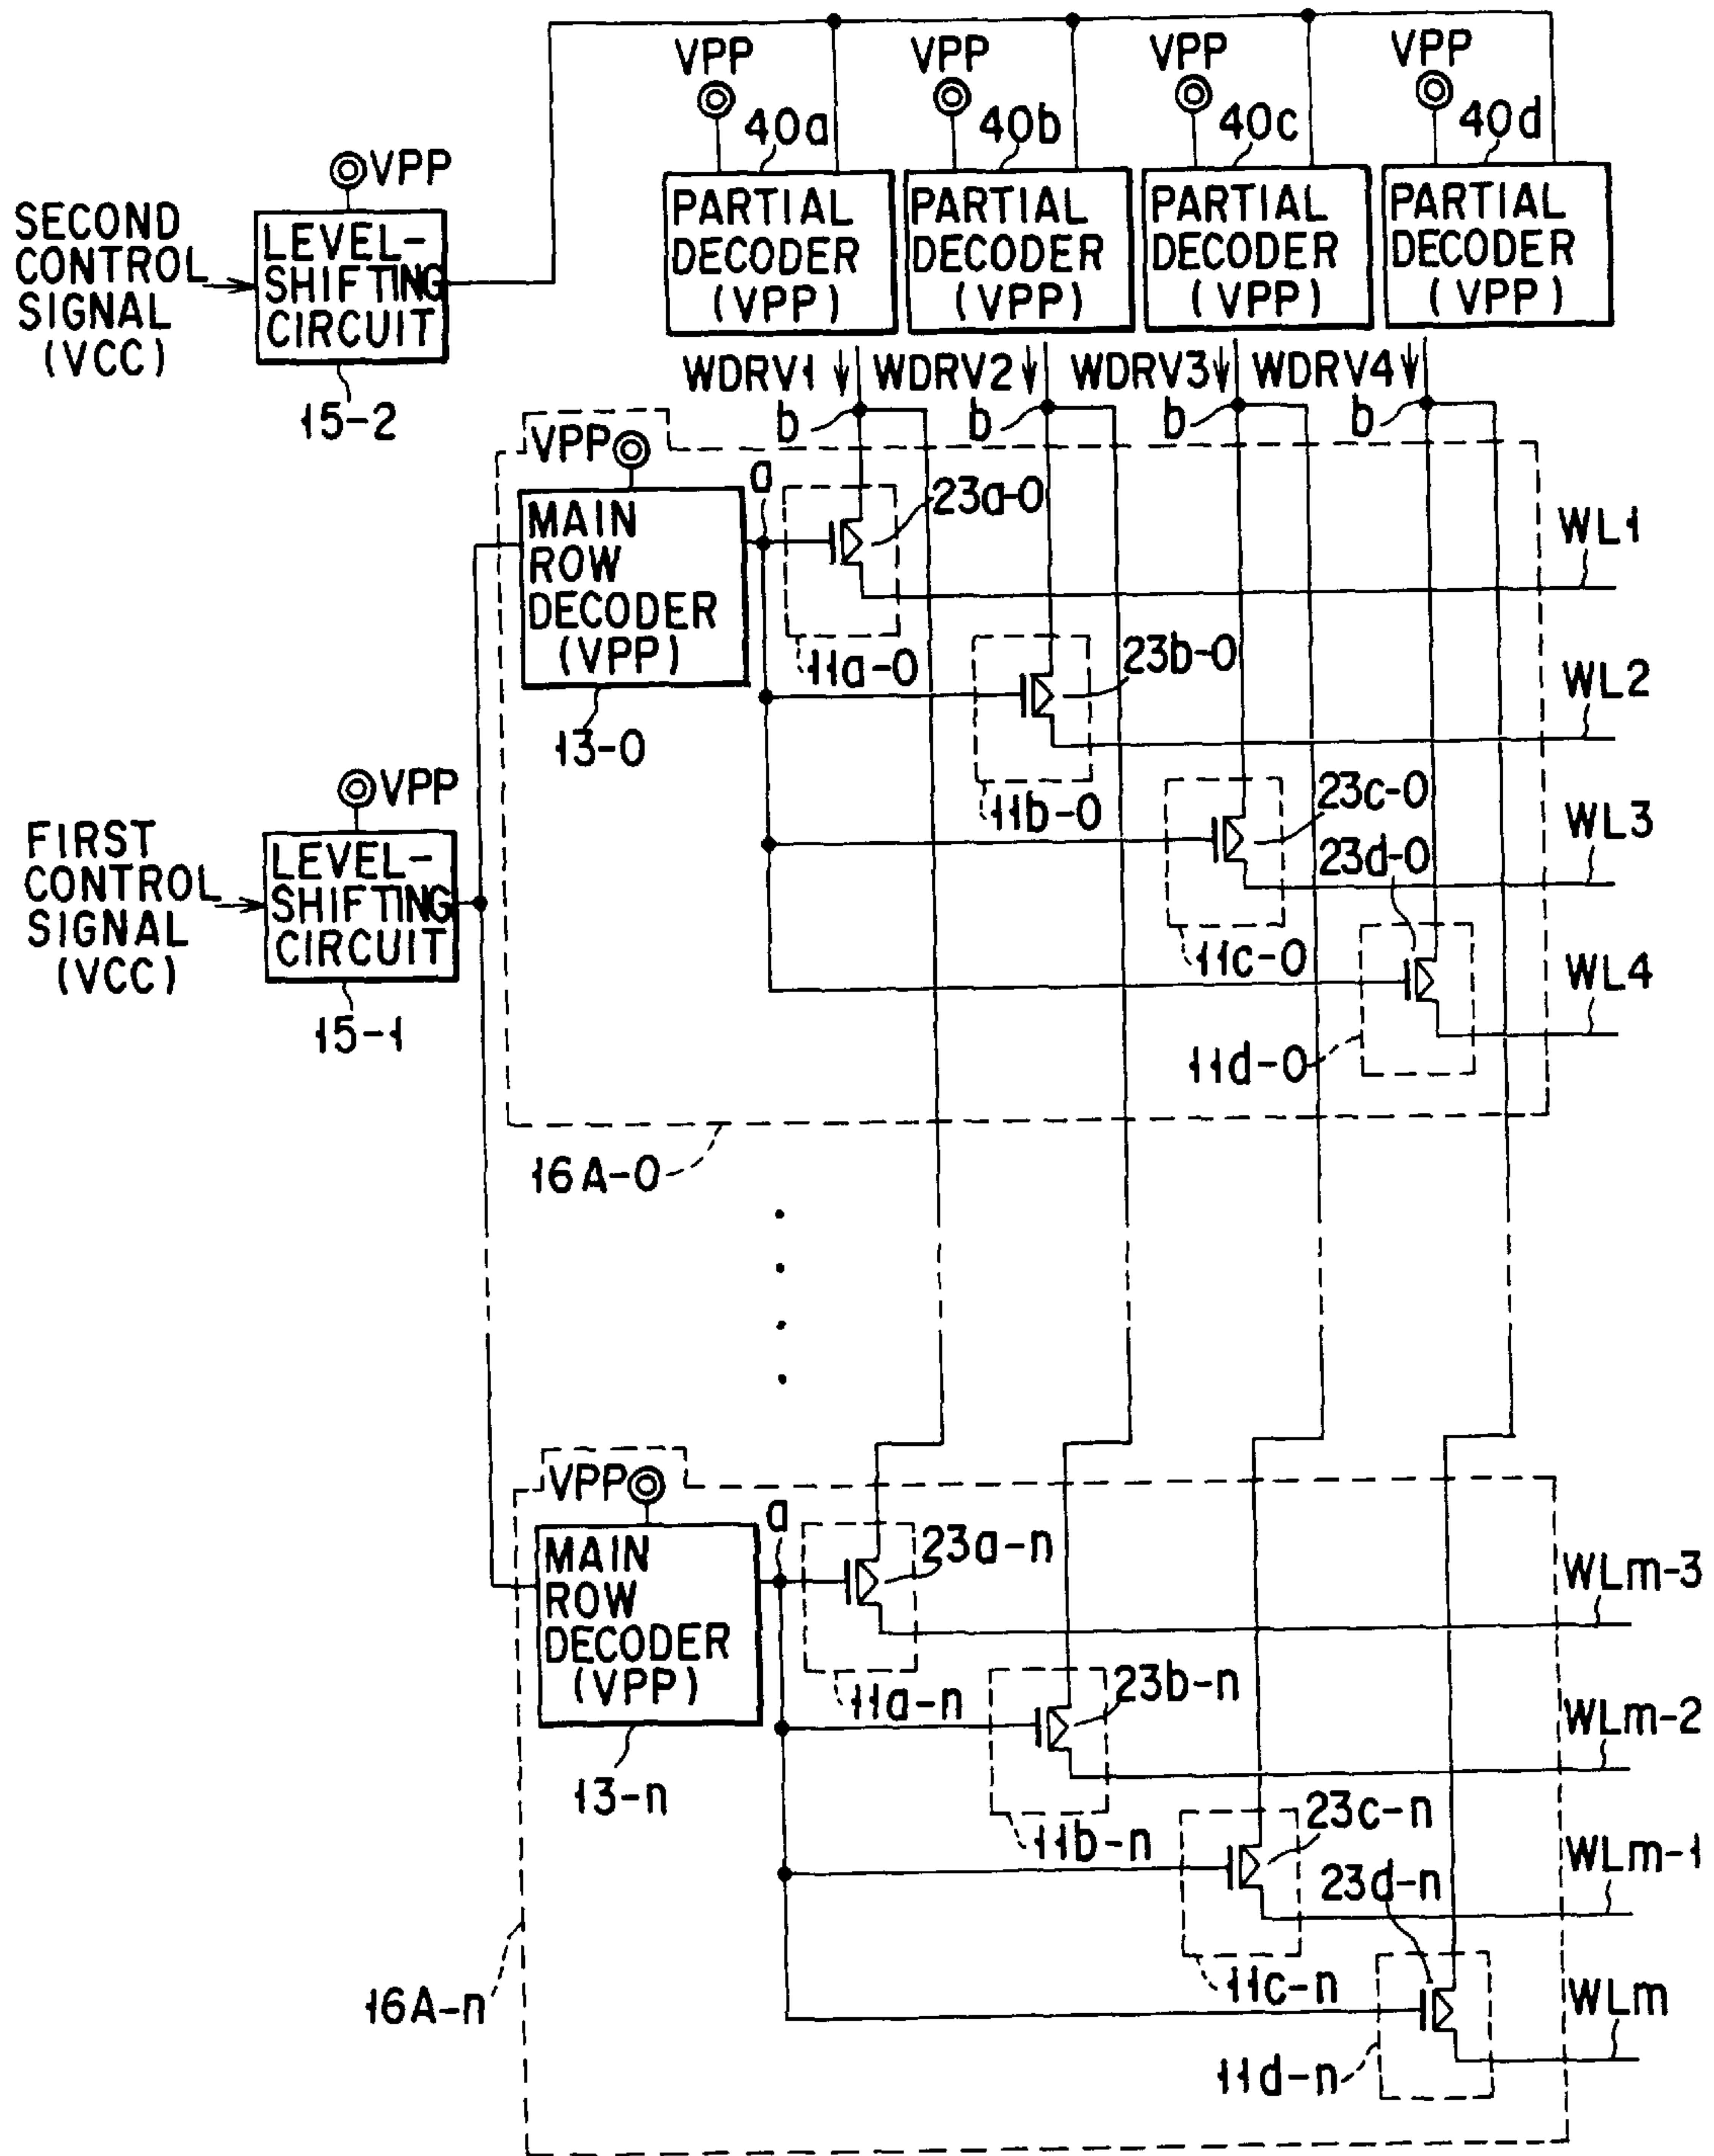 VPP
VPP
VPP
VPP
40a
40b
40c
40d
VPP
SECOND
CONTROL
SIGNAL
(VCC)
LEVEL-
SHIFTING
CIRCUIT
15-2
PARTIAL
DECODER
(VPP)
PARTIAL
DECODER
(VPP)
PARTIAL
DECODER
(VPP)
PARTIAL
DECODER
(VPP)
WDRV1
WDRV2
WDRV3
WDRV4
b
b
b
b
VPP
a
MAIN
ROW
DECODER
(VPP)
13-0
23a-0
WL1
11a-0
23b-0
WL2
11b-0
23c-0
WL3
23d-0
11c-0
WL4
11d-0
VPP
FIRST
CONTROL
SIGNAL
(VCC)
LEVEL-
SHIFTING
CIRCUIT
15-1
16A-0
VPP
a
MAIN
ROW
DECODER
(VPP)
13-n
23a-n
WLm-3
11a-n
23b-n
WLm-2
11b-n
23c-n
WLm-1
23d-n
11c-n
WLm
11d-n
16A-n